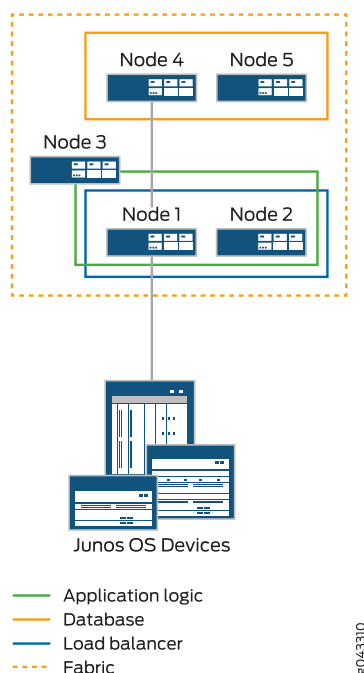 Node 4
Node 5
Node 3
Node 1
Node 2
Junos OS Devices
Application logic
Database
Load balancer
Fabric
g043310